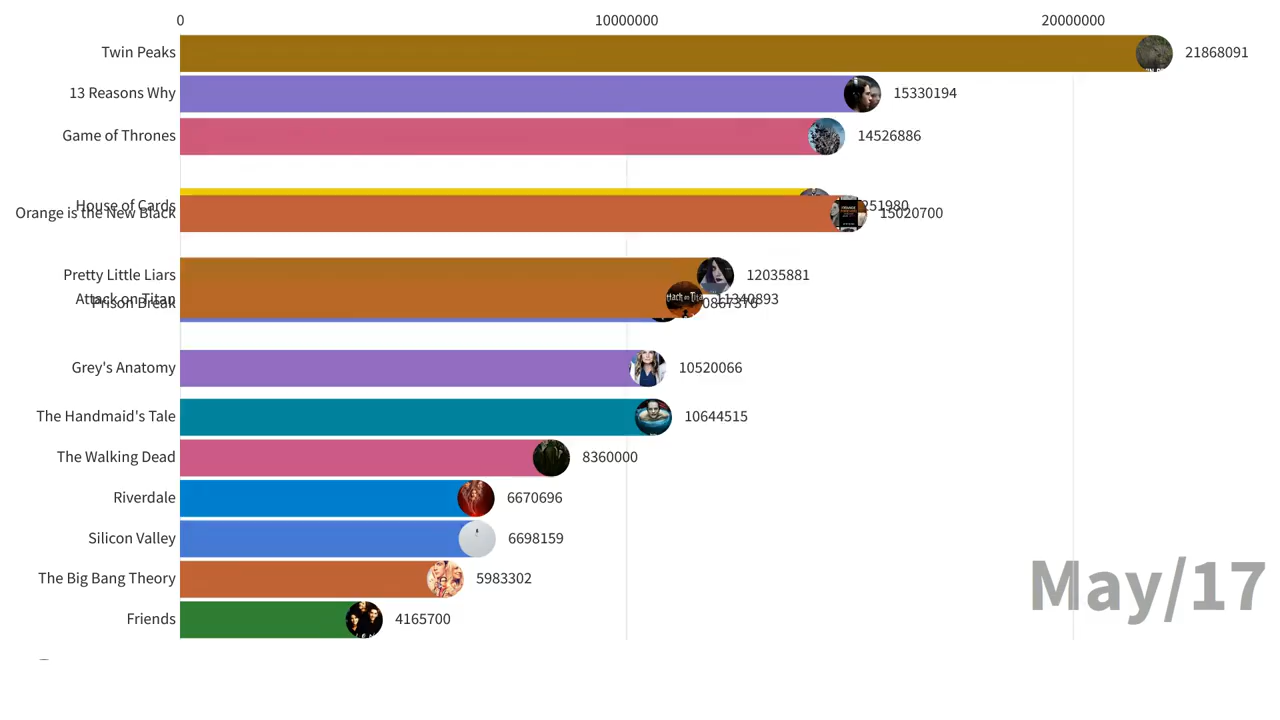 0 10000000 20000000
Twin Peaks 21868091
13 Reasons Why 15330194
Game of Thrones 14526886
House of Cards 251980
Orange is the New Black 15020700
Pretty Little Liars 12035881
Attack on Titan 11340893
Prison Break
Grey's Anatomy 10520066
The Handmaid's Tale 10644515
The Walking Dead 8360000
Riverdale 6670696
Silicon Valley 6698159
The Big Bang Theory 5983302
Friends 4165700
May/17